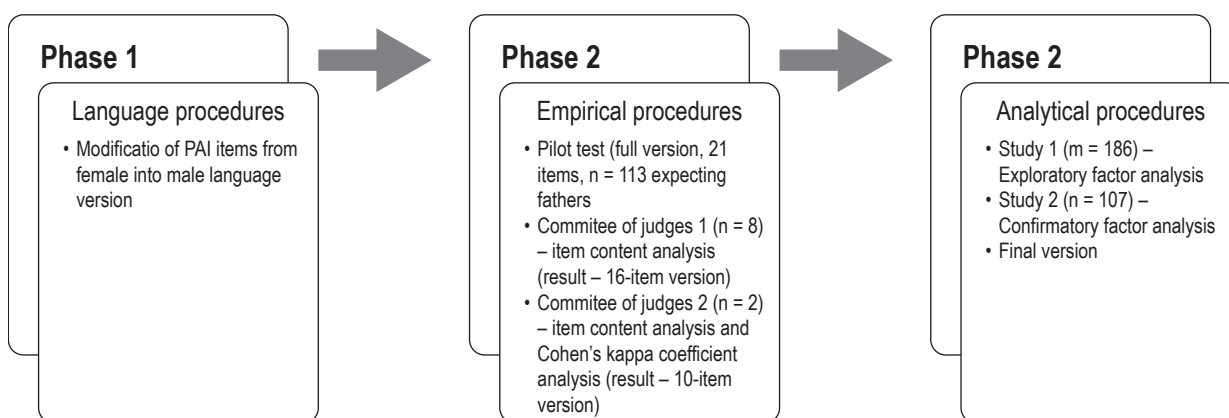 Phase 1
Language procedures
• Modificatio of PAI items from
female into male language
version
Phase 2
Empirical procedures
• Pilot test (full version, 21
items, n = 113 expecting
fathers
• Commitee of judges 1 (n = 8)
– item content analysis
(result – 16-item version)
• Commitee of judges 2 (n = 2)
– item content analysis and
Cohen’s kappa coefficient
analysis (result – 10-item
version)
Phase 2
Analytical procedures
• Study 1 (m = 186) –
Exploratory factor analysis
• Study 2 (n = 107) –
Confirmatory factor analysis
• Final version